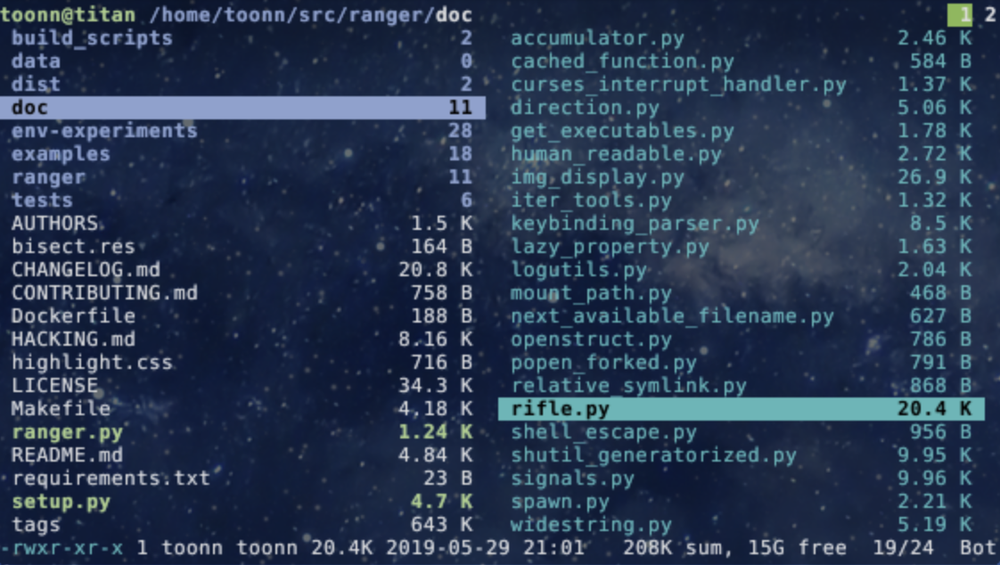 toonn@titan /home/toonn/src/ranger/doc 1 2
build_scripts 2 accumulator.py 2.46 K
data 0 cached_function.py 584 B
dist 2 curses_interrupt_handler.py 1.37 K
doc 11 direction.py 5.06 K
env-experiments 28 get_executables.py 1.78 K
examples 18 human_readable.py 2.72 K
ranger 11 img_display.py 26.9 K
tests 6 iter_tools.py 1.32 K
AUTHORS 1.5 K keybinding_parser.py 8.5 K
bisect.res 164 B lazy_property.py 1.63 K
CHANGELOG.md 20.8 K logutils.py 2.04 K
CONTRIBUTING.md 758 B mount_path.py 468 B
Dockerfile 188 B next_available_filename.py 627 B
HACKING.md 8.16 K openstruct.py 786 B
highlight.css 716 B popen_forked.py 791 B
LICENSE 34.3 K relative_symlink.py 868 B
Makefile 4.18 K rifle.py 20.4 K
ranger.py 1.24 K shell_escape.py 956 B
README.md 4.84 K shutil_generatorized.py 9.95 K
requirements.txt 23 B signals.py 9.96 K
setup.py 4.7 K spawn.py 2.21 K
tags 643 K widestring.py 5.19 K
-rwxr-xr-x 1 toonn toonn 20.4K 2019-05-29 21:01 208K sum, 15G free 19/24 Bot